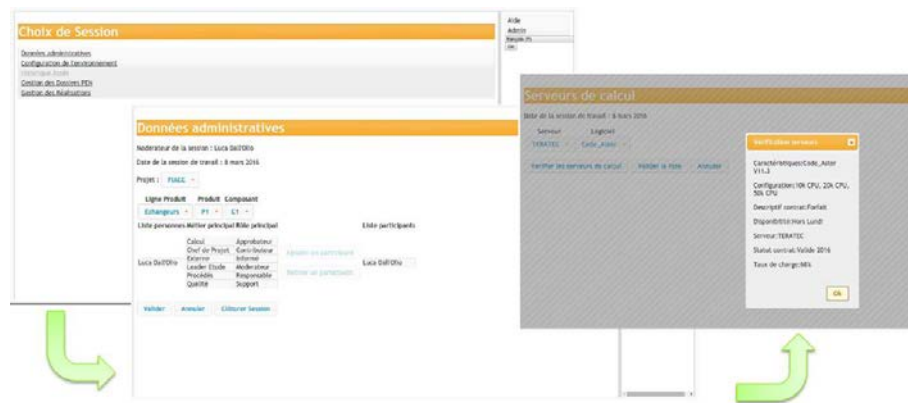 Choix de Session
Données administratives
Configuration de l'environnement
Historique étude
Gestion des Dossiers PDI
Gestion des Réalisations
Aide
Admin
Français (fr)
Ok
Données administratives
Modérateur de la session : Luca Dall'Olio
Date de la session de travail : 8 mars 2016
Projet : PIAGE
Ligne Produit Produit Composant
Echangeurs P1 C1
Liste personnes Métier principal Rôle principal Liste participants
Calcul Approbateur
Chef de Projet Contributeur
Externe Informé
Luca Dall'Olio Leader Etude Modérateur Luca Dall'Olio
Procédés Responsable
Qualité Support
Ajouter un participant
Retirer un participant
Valider Annuler Clôturer Session
Serveurs de calcul
Date de la session de travail : 8 mars 2016
Serveur Logiciel
TERATEC Code_Aster
Vérifier les serveurs de calcul Valider la liste Annuler
Vérification serveurs
Caractéristiques:Code_Aster
V11.3
Configuration:10k CPU, 20k CPU,
50k CPU
Descriptif contrat:Forfait
Disponibilité:Hors Lundi
Serveur:TERATEC
Statut contrat:Valide 2016
Taux de charge:98%
Ok